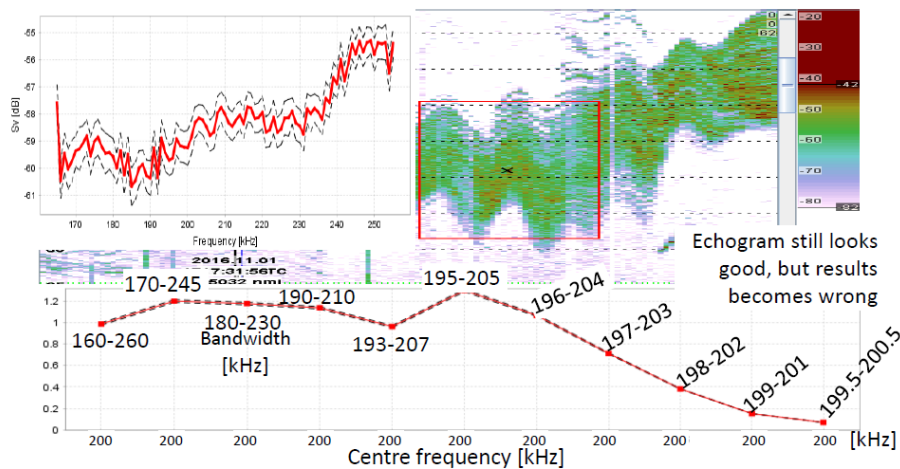 -55
-56
-57
-58
-59
-60
-61
Sv [dB]
170 180 190 200 210 220 230 240 250
Frequency [kHz]
0
0
62
-20
-30
-40
-42
-50
-60
-70
-80
-92
2016.11.01
7:31:56TC
5032 nmi
Echogram still looks
good, but results
becomes wrong
160-260
170-245
180-230
Bandwidth
[kHz]
190-210
193-207
195-205
196-204
197-203
198-202
199-201
199.5-200.5
1.2
1
0.8
0.6
0.4
0.2
0
200 200 200 200 200 200 200 200 200 200 200
[kHz]
Centre frequency [kHz]